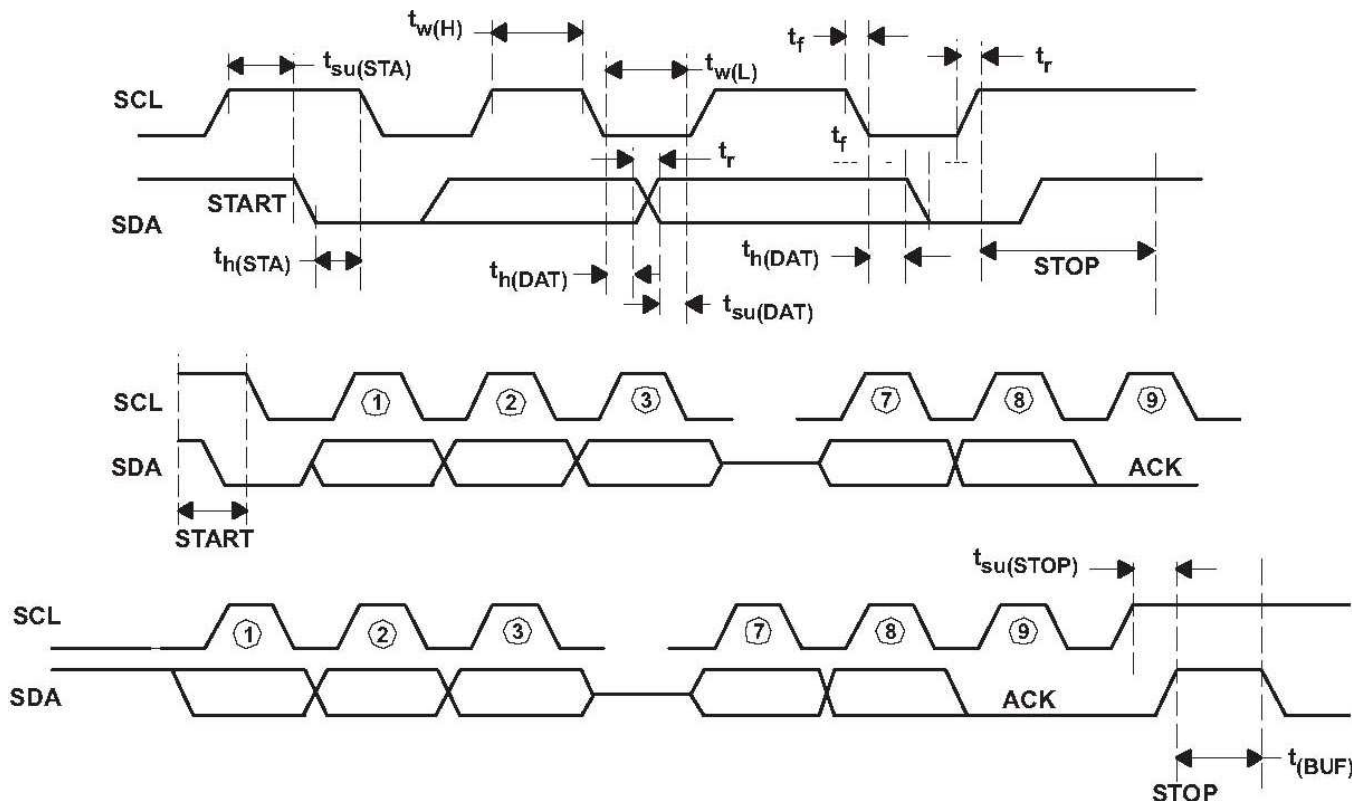 t_w(H)
t_f
t_su(STA)
t_w(L)
t_r
SCL
t_f
t_r
START
SDA
t_h(STA)
t_h(DAT)
t_h(DAT)
STOP
t_su(DAT)
SCL
1 2 3 7 8 9
SDA
ACK
START
t_su(STOP)
SCL
1 2 3 7 8 9
SDA
ACK
t_(BUF)
STOP